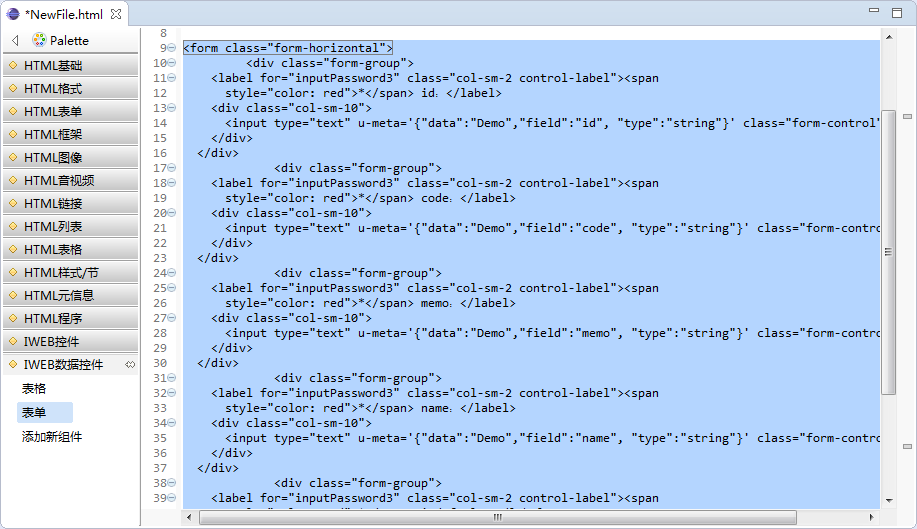 *NewFile.html
Palette
HTML基础
HTML格式
HTML表单
HTML框架
HTML图像
HTML音视频
HTML链接
HTML列表
HTML表格
HTML样式/节
HTML元信息
HTML程序
IWEB控件
IWEB数据控件
表格
表单
添加新组件
8
9 <form class="form-horizontal">
10 <div class="form-group">
11 <label for="inputPassword3" class="col-sm-2 control-label"><span
12 style="color: red">*</span> id：</label>
13 <div class="col-sm-10">
14 <input type="text" u-meta='{"data":"Demo","field":"id", "type":"string"}' class="form-control"
15 </div>
16 </div>
17 <div class="form-group">
18 <label for="inputPassword3" class="col-sm-2 control-label"><span
19 style="color: red">*</span> code：</label>
20 <div class="col-sm-10">
21 <input type="text" u-meta='{"data":"Demo","field":"code", "type":"string"}' class="form-contro
22 </div>
23 </div>
24 <div class="form-group">
25 <label for="inputPassword3" class="col-sm-2 control-label"><span
26 style="color: red">*</span> memo：</label>
27 <div class="col-sm-10">
28 <input type="text" u-meta='{"data":"Demo","field":"memo", "type":"string"}' class="form-contro
29 </div>
30 </div>
31 <div class="form-group">
32 <label for="inputPassword3" class="col-sm-2 control-label"><span
33 style="color: red">*</span> name：</label>
34 <div class="col-sm-10">
35 <input type="text" u-meta='{"data":"Demo","field":"name", "type":"string"}' class="form-contro
36 </div>
37 </div>
38 <div class="form-group">
39 <label for="inputPassword3" class="col-sm-2 control-label"><span